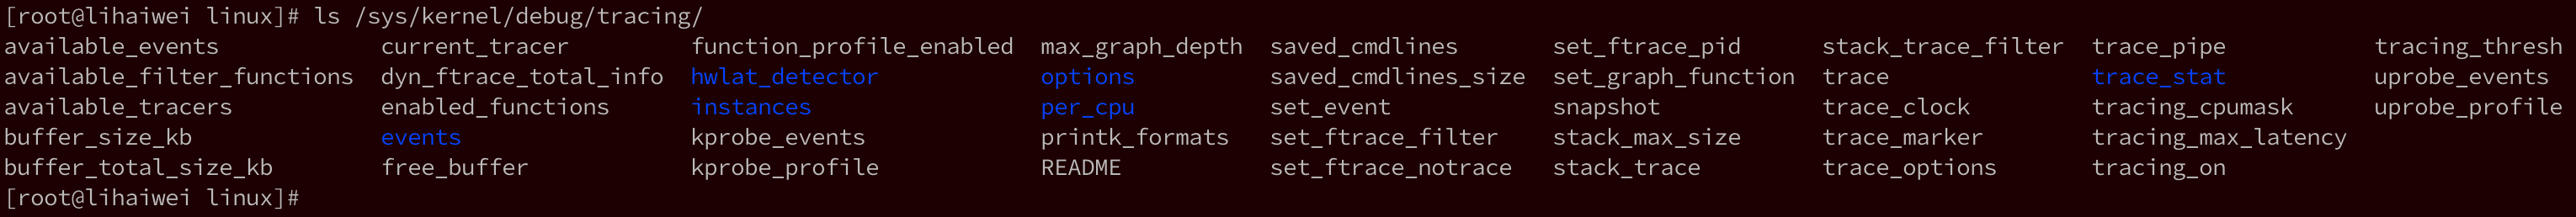 [root@lihaiwei linux]# ls /sys/kernel/debug/tracing/
available_events            current_tracer         function_profile_enabled  max_graph_depth  saved_cmdlines       set_ftrace_pid      stack_trace_filter  trace_pipe           tracing_thresh
available_filter_functions  dyn_ftrace_total_info  hwlat_detector            options          saved_cmdlines_size  set_graph_function  trace               trace_stat           uprobe_events
available_tracers           enabled_functions      instances                 per_cpu          set_event            snapshot            trace_clock         tracing_cpumask      uprobe_profile
buffer_size_kb              events                 kprobe_events             printk_formats   set_ftrace_filter    stack_max_size      trace_marker        tracing_max_latency
buffer_total_size_kb        free_buffer            kprobe_profile            README           set_ftrace_notrace   stack_trace         trace_options       tracing_on
[root@lihaiwei linux]#